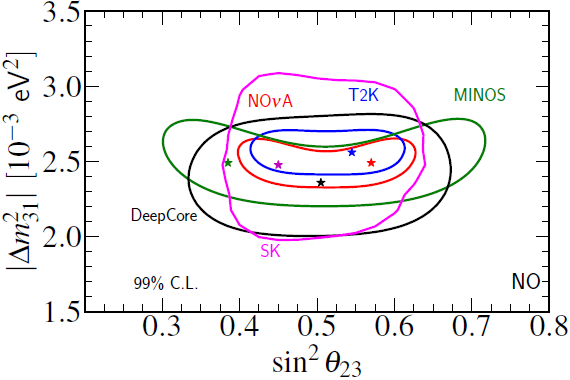 3.5
3.0
2.5
2.0
1.5
|Δm²₃₁| [10⁻³ eV²]
NOνA
T2K
MINOS
DeepCore
SK
99% C.L.
NO
0.3 0.4 0.5 0.6 0.7 0.8
sin² θ₂₃